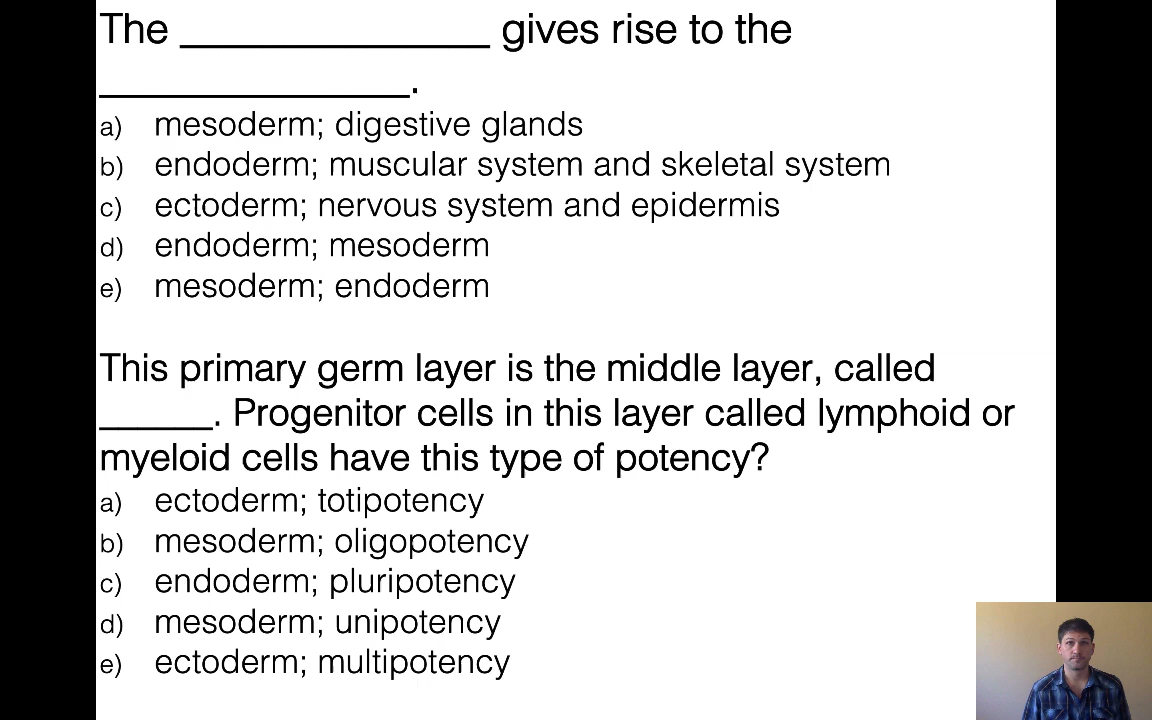 The ______________ gives rise to the
______________.
a) mesoderm; digestive glands
b) endoderm; muscular system and skeletal system
c) ectoderm; nervous system and epidermis
d) endoderm; mesoderm
e) mesoderm; endoderm
This primary germ layer is the middle layer, called
______. Progenitor cells in this layer called lymphoid or
myeloid cells have this type of potency?
a) ectoderm; totipotency
b) mesoderm; oligopotency
c) endoderm; pluripotency
d) mesoderm; unipotency
e) ectoderm; multipotency